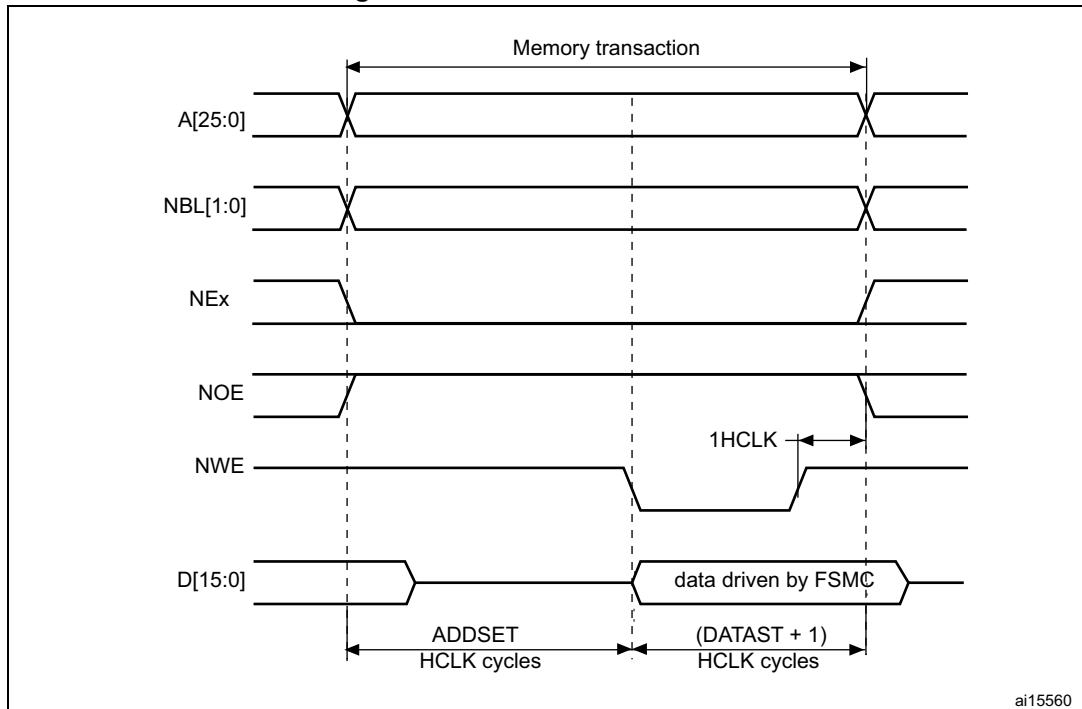 Memory transaction
A[25:0]
NBL[1:0]
NEx
NOE
1HCLK
NWE
D[15:0]
data driven by FSMC
ADDSET
HCLK cycles
(DATAST + 1)
HCLK cycles
ai15560